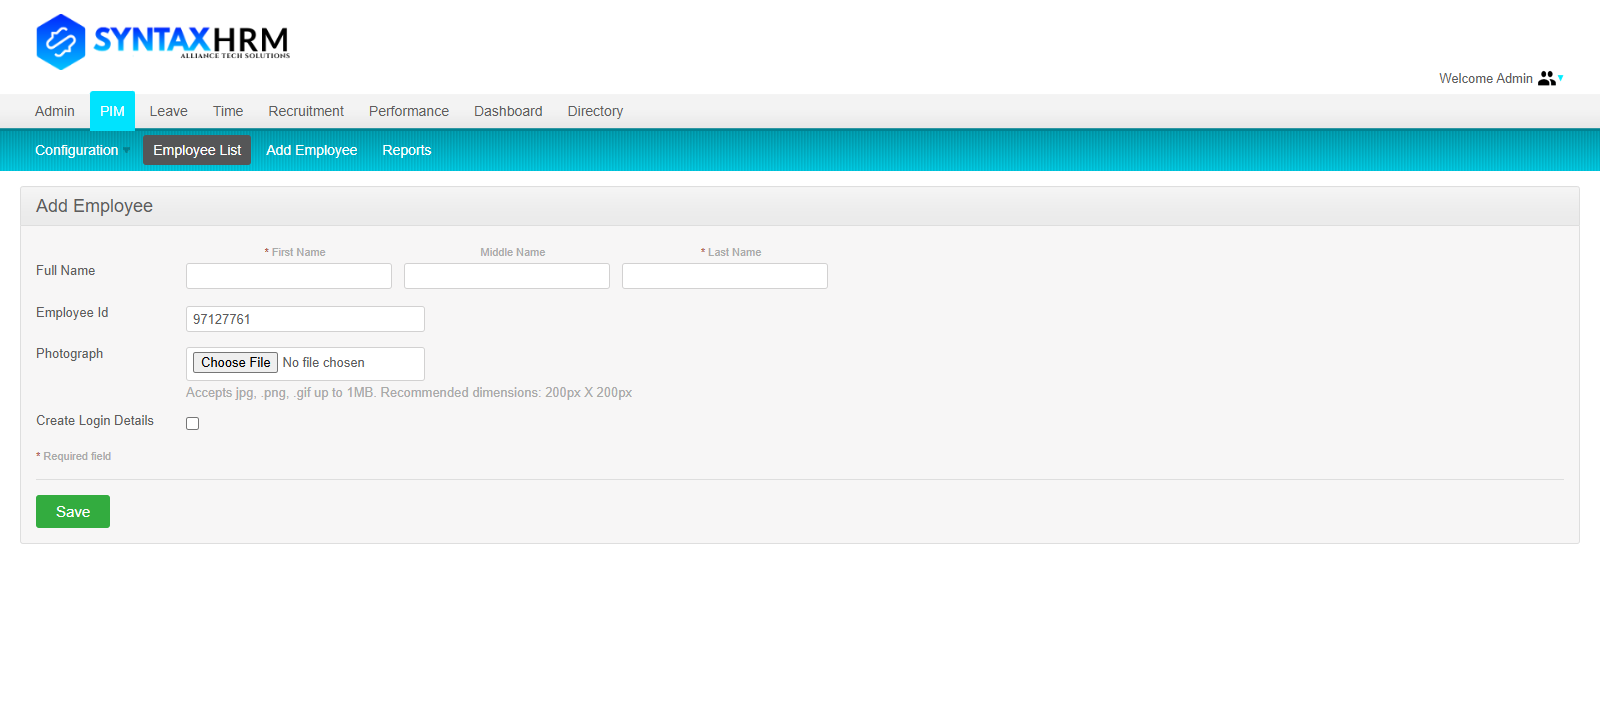 SYNTAXHRM
ALLIANCE TECH SOLUTIONS
Welcome Admin
Admin PIM Leave Time Recruitment Performance Dashboard Directory
Configuration Employee List Add Employee Reports
Add Employee
* First Name Middle Name * Last Name
Full Name
Employee Id 97127761
Photograph Choose File No file chosen
Accepts jpg, .png, .gif up to 1MB. Recommended dimensions: 200px X 200px
Create Login Details
* Required field
Save